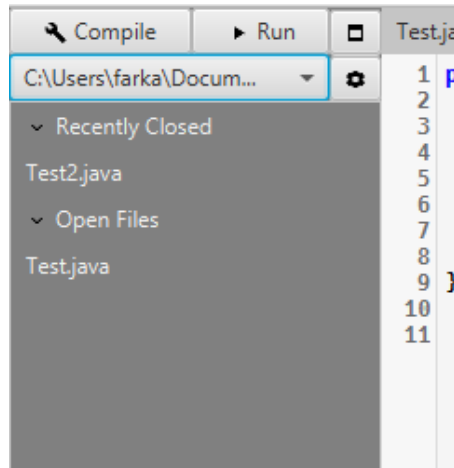 Compile Run Test.ja
C:\Users\farka\Docum...
Recently Closed
Test2.java
Open Files
Test.java
1 p
2
3
4
5
6
7
8
9 }
10
11